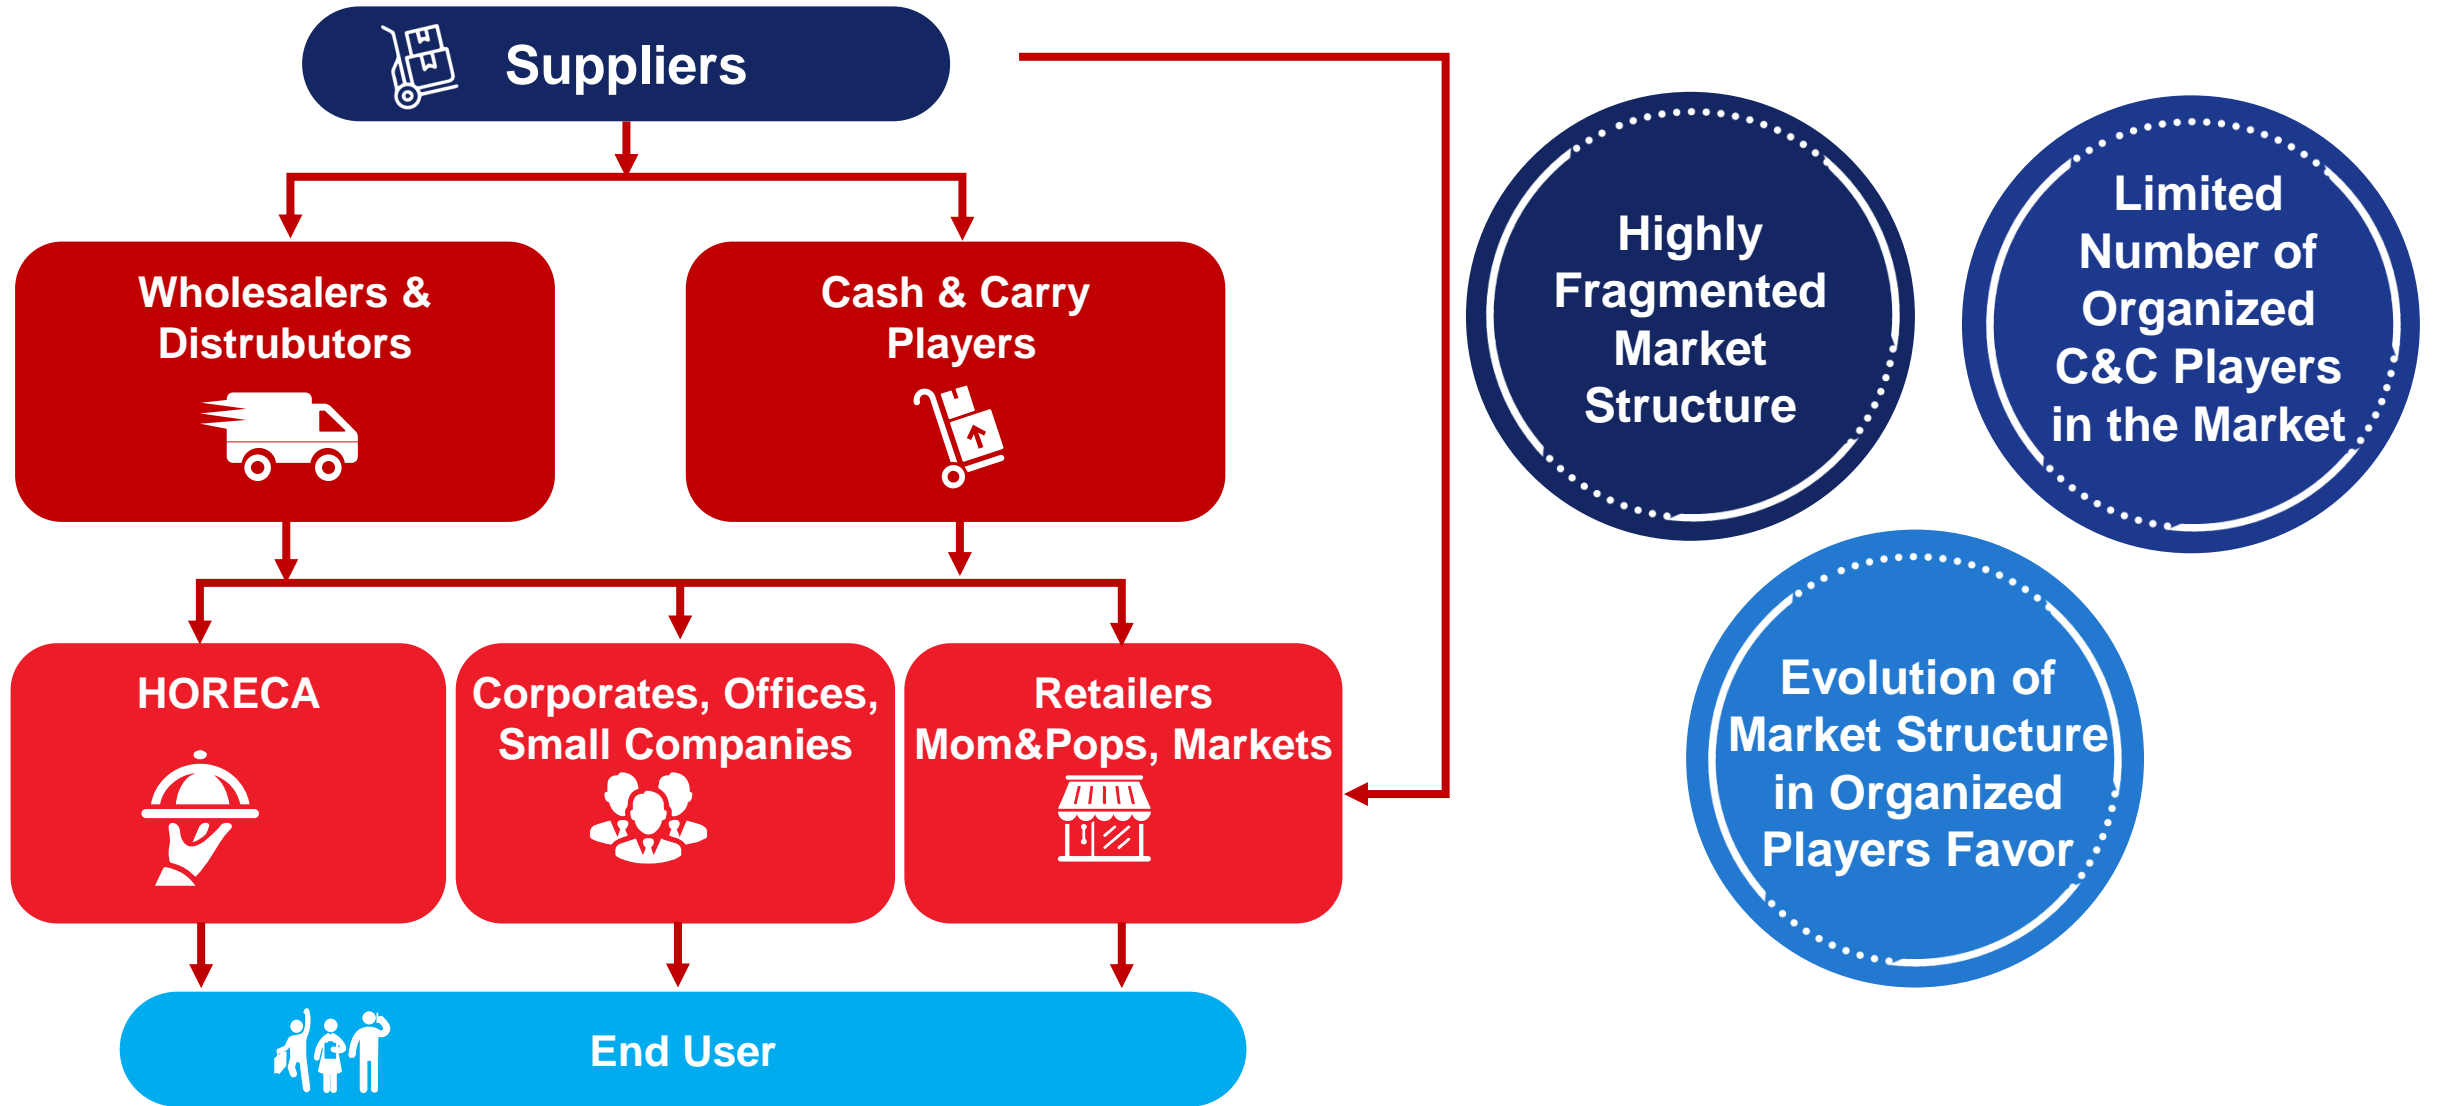 Suppliers
Wholesalers &
Distrubutors
Cash & Carry
Players
HORECA
Corporates, Offices,
Small Companies
Retailers
Mom&Pops, Markets
End User
Highly
Fragmented
Market
Structure
Limited
Number of
Organized
C&C Players
in the Market
Evolution of
Market Structure
in Organized
Players Favor